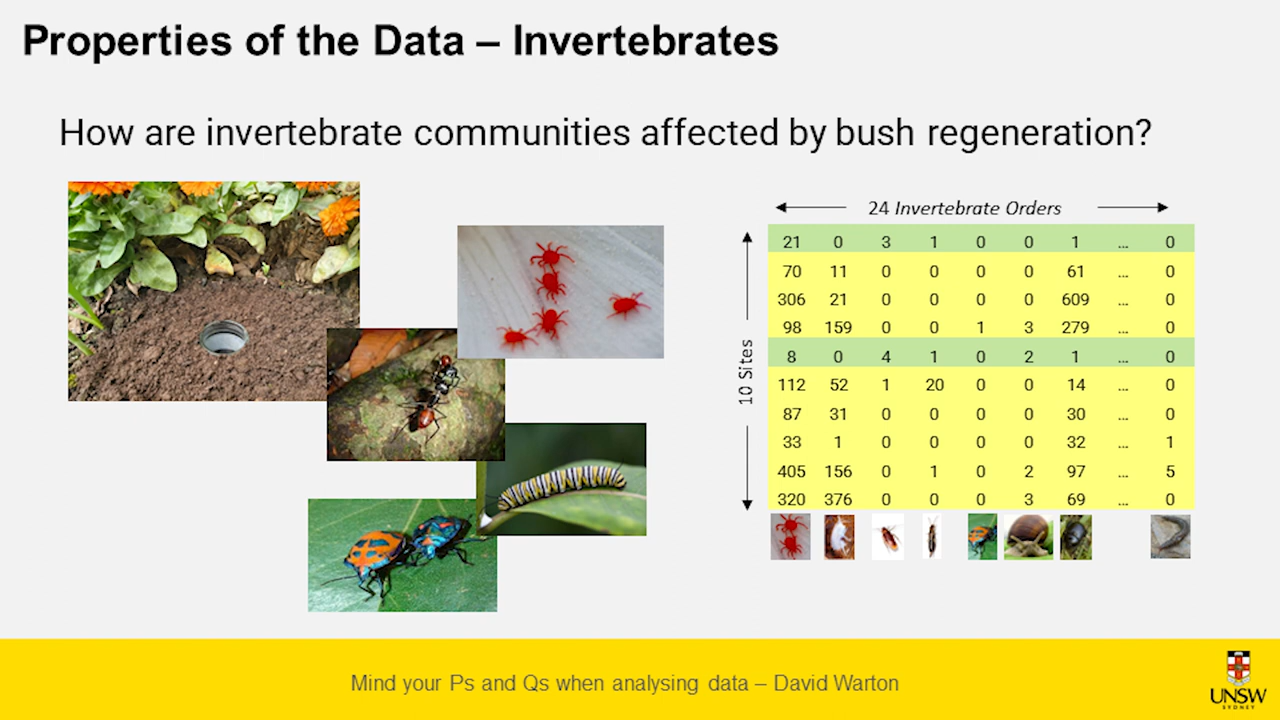 Properties of the Data – Invertebrates
How are invertebrate communities affected by bush regeneration?
24 Invertebrate Orders
10 Sites
21 0 3 1 0 0 1 ... 0
70 11 0 0 0 0 61 ... 0
306 21 0 0 0 0 609 ... 0
98 159 0 0 1 3 279 ... 0
8 0 4 1 0 2 1 ... 0
112 52 1 20 0 0 14 ... 0
87 31 0 0 0 0 30 ... 0
33 1 0 0 0 0 32 ... 1
405 156 0 1 0 2 97 ... 5
320 376 0 0 0 3 69 ... 0
Mind your Ps and Qs when analysing data – David Warton
UNSW
SYDNEY